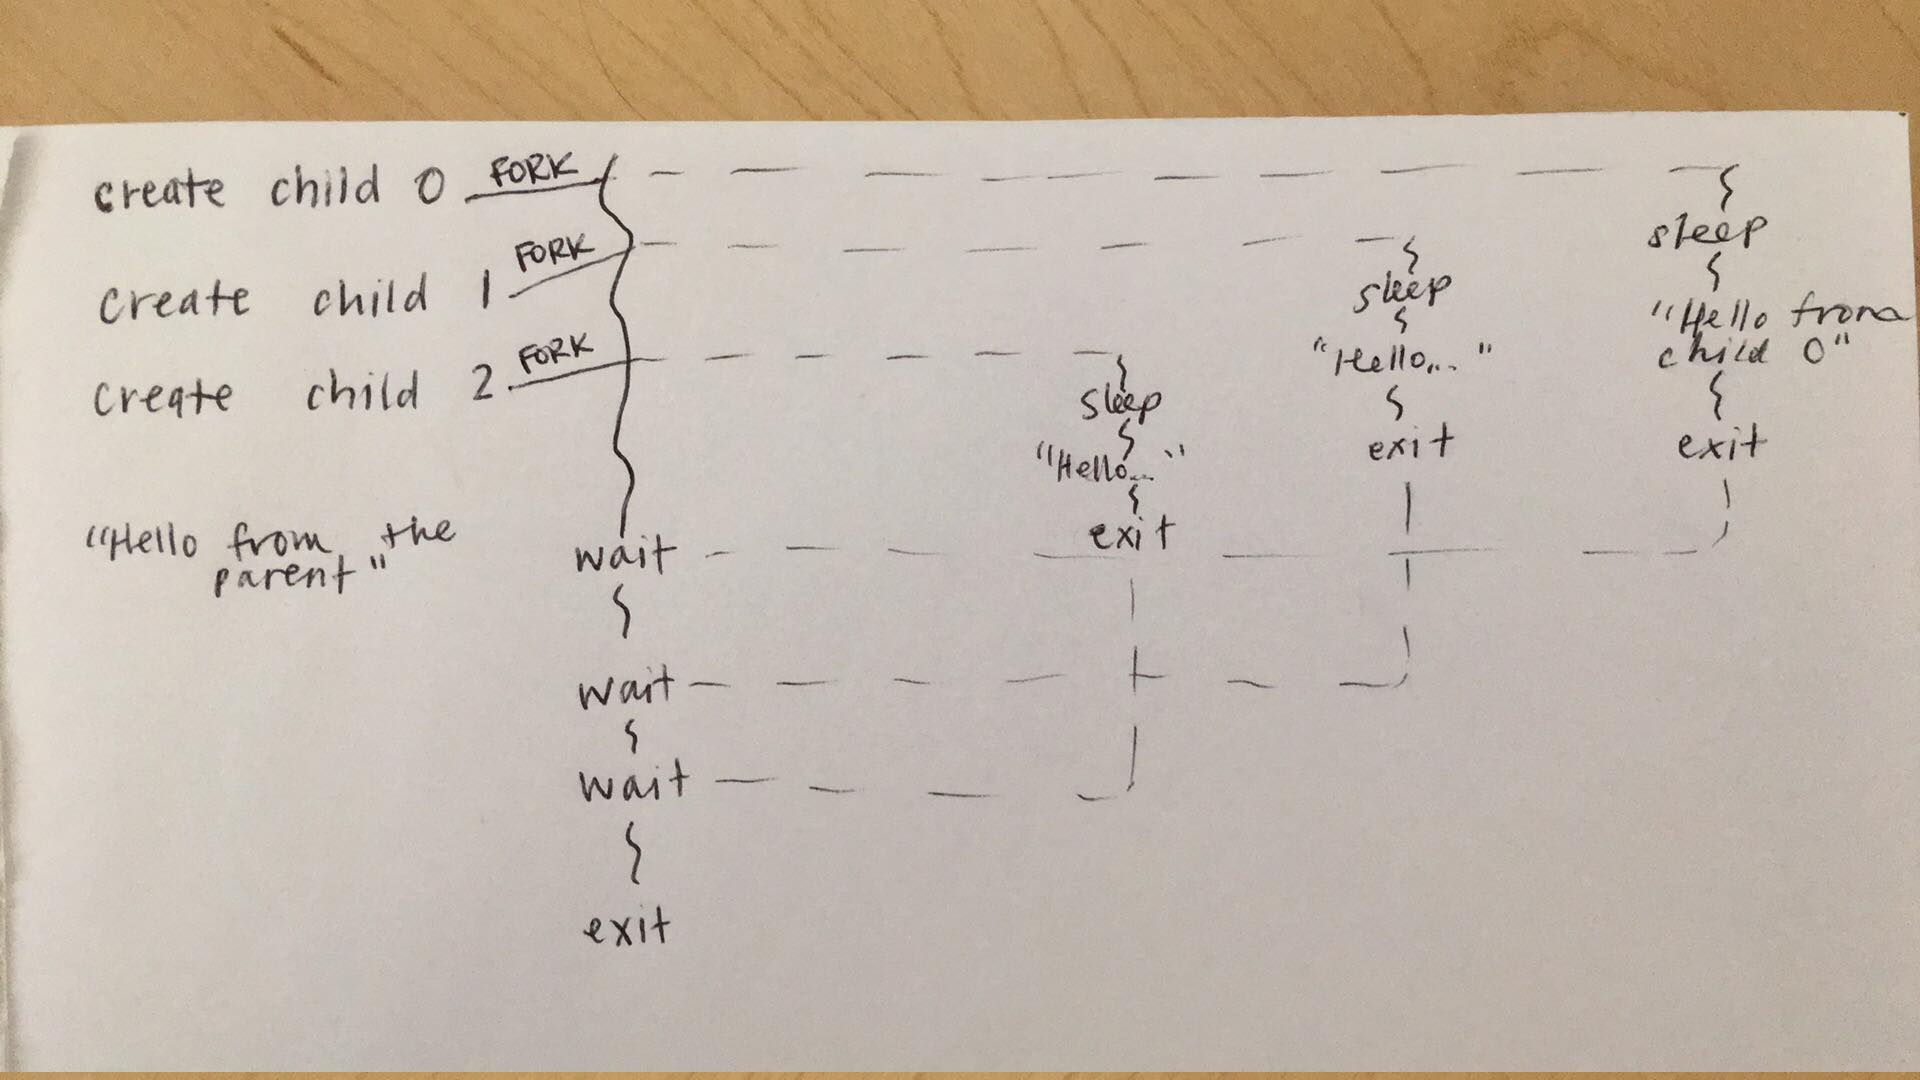 create child 0 FORK
create child 1 FORK
create child 2 FORK
"Hello from the
parent"
wait
wait
wait
exit
sleep
"Hello..."
exit
sleep
"Hello..."
exit
sleep
"Hello from
child 0"
exit